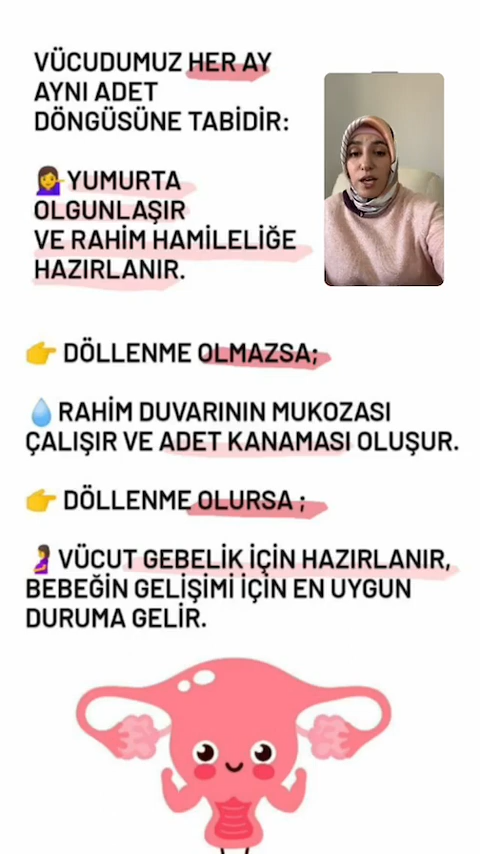 VÜCUDUMUZ HER AY
AYNI ADET
DÖNGÜSÜNE TABİDİR:
YUMURTA
OLGUNLAŞIR
VE RAHİM HAMİLELİĞE
HAZIRLANIR.
DÖLLENME OLMAZSA;
RAHİM DUVARININ MUKOZASI
ÇALIŞIR VE ADET KANAMASI OLUŞUR.
DÖLLENME OLURSA ;
VÜCUT GEBELİK İÇİN HAZIRLANIR,
BEBEĞİN GELİŞİMİ İÇİN EN UYGUN
DURUMA GELİR.